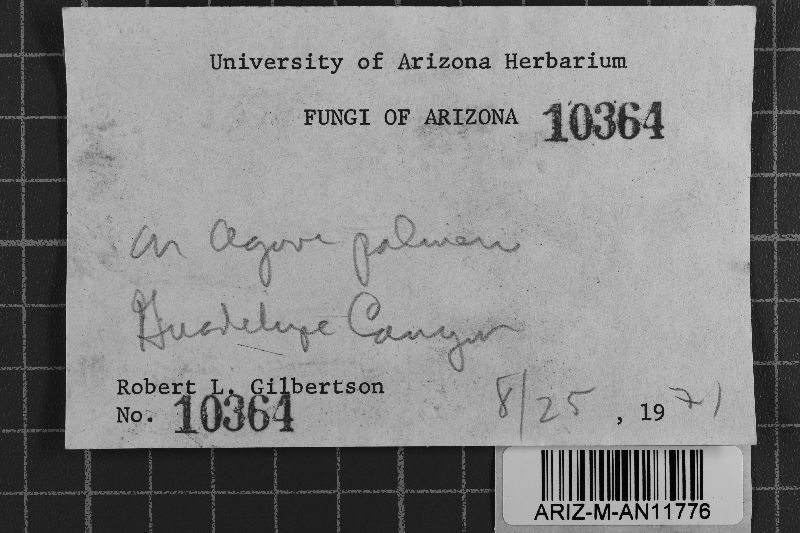 University of Arizona Herbarium
FUNGI OF ARIZONA 10364
on Agave palmeri
Guadelupe Canyon
Robert L. Gilbertson
No. 10364
8/25, 1971
ARIZ-M-AN11776